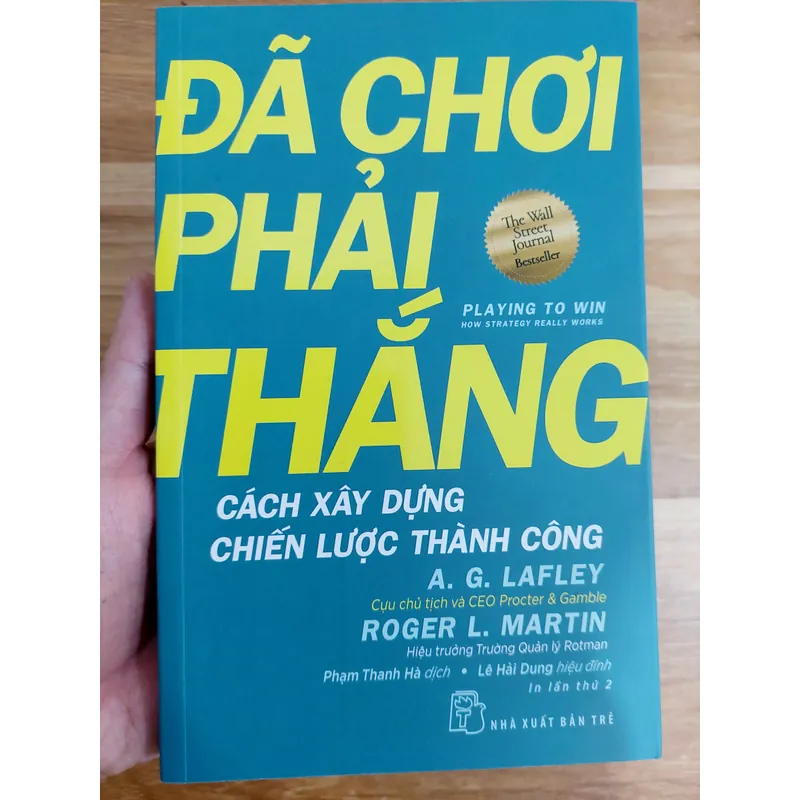 ĐÃ CHƠI
PHẢI
The Wall
Street
Journal
Bestseller
PLAYING TO WIN
HOW STRATEGY REALLY WORKS
THẮNG
CÁCH XÂY DỰNG
CHIẾN LƯỢC THÀNH CÔNG
A. G. LAFLEY
Cựu chủ tịch và CEO Procter & Gamble
ROGER L. MARTIN
Hiệu trưởng Trường Quản lý Rotman
Phạm Thanh Hà dịch • Lê Hải Dung hiệu đính
In lần thứ 2
NHÀ XUẤT BẢN TRẺ